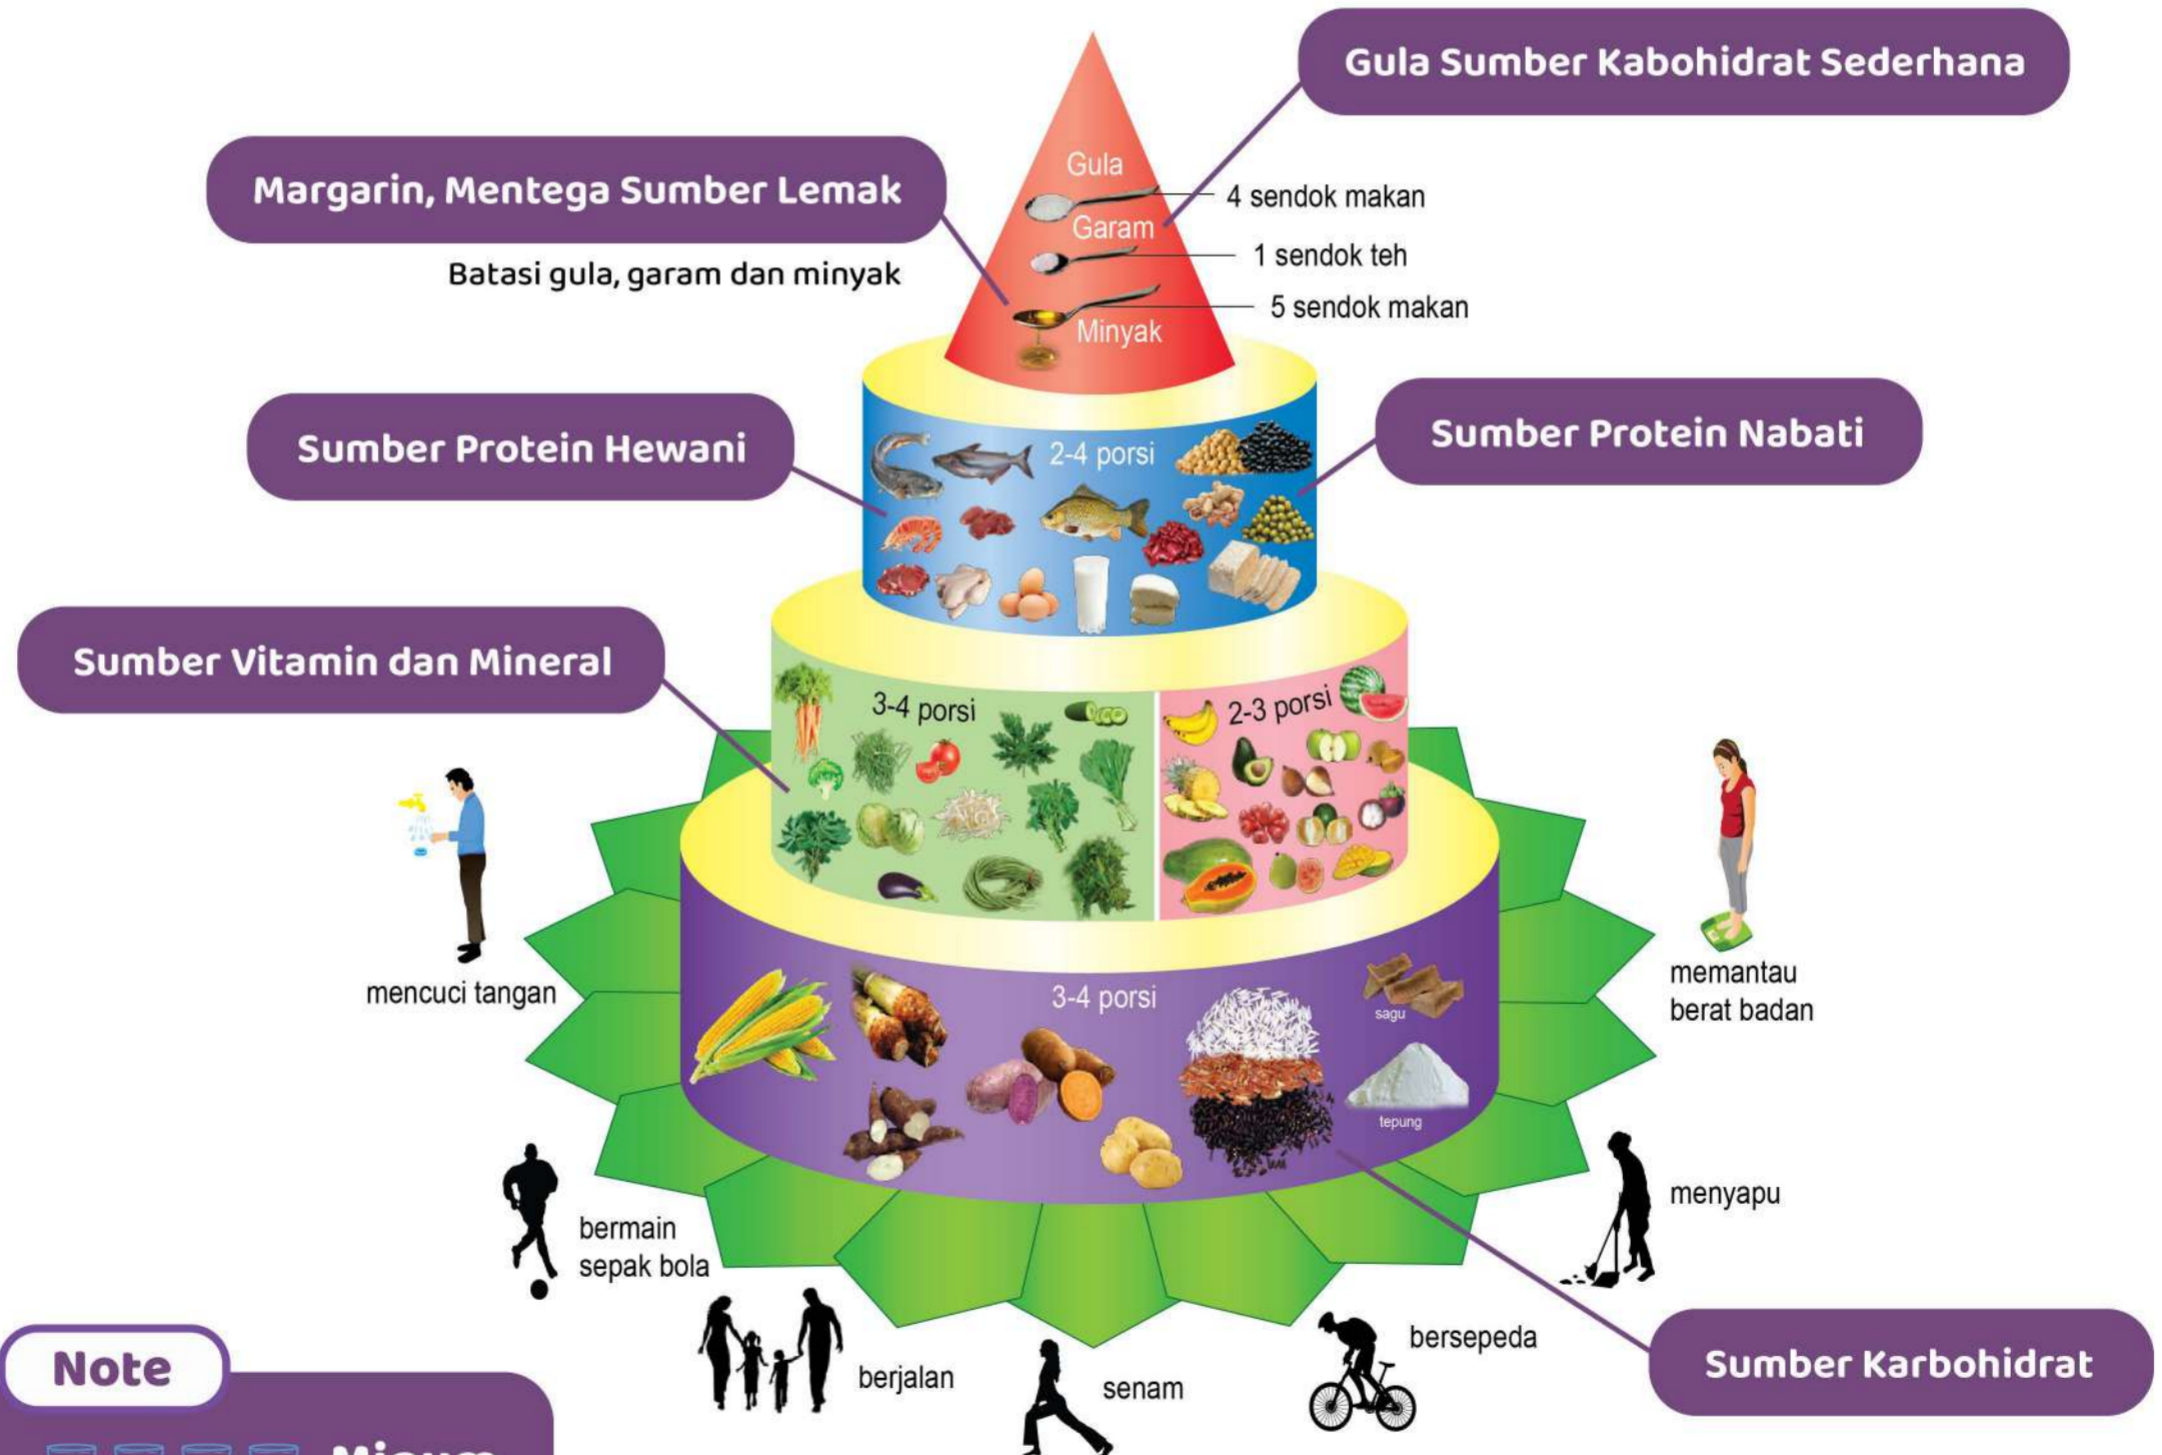 Gula Sumber Kabohidrat Sederhana
Margarin, Mentega Sumber Lemak
Batasi gula, garam dan minyak
Gula
4 sendok makan
Garam
1 sendok teh
5 sendok makan
Minyak
Sumber Protein Hewani
Sumber Protein Nabati
2-4 porsi
Sumber Vitamin dan Mineral
3-4 porsi
2-3 porsi
mencuci tangan
memantau
berat badan
3-4 porsi
sagu
tepung
bermain
sepak bola
menyapu
berjalan
senam
bersepeda
Sumber Karbohidrat
Note
Minum